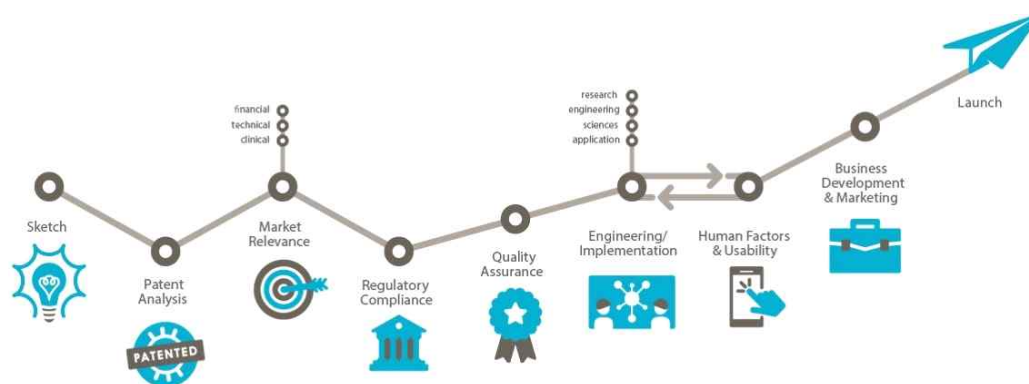 Sketch
Patent
Analysis
PATENTED
financial
technical
clinical
Market
Relevance
Regulatory
Compliance
Quality
Assurance
research
engineering
sciences
application
Engineering/
Implementation
Human Factors
& Usability
Business
Development
& Marketing
Launch